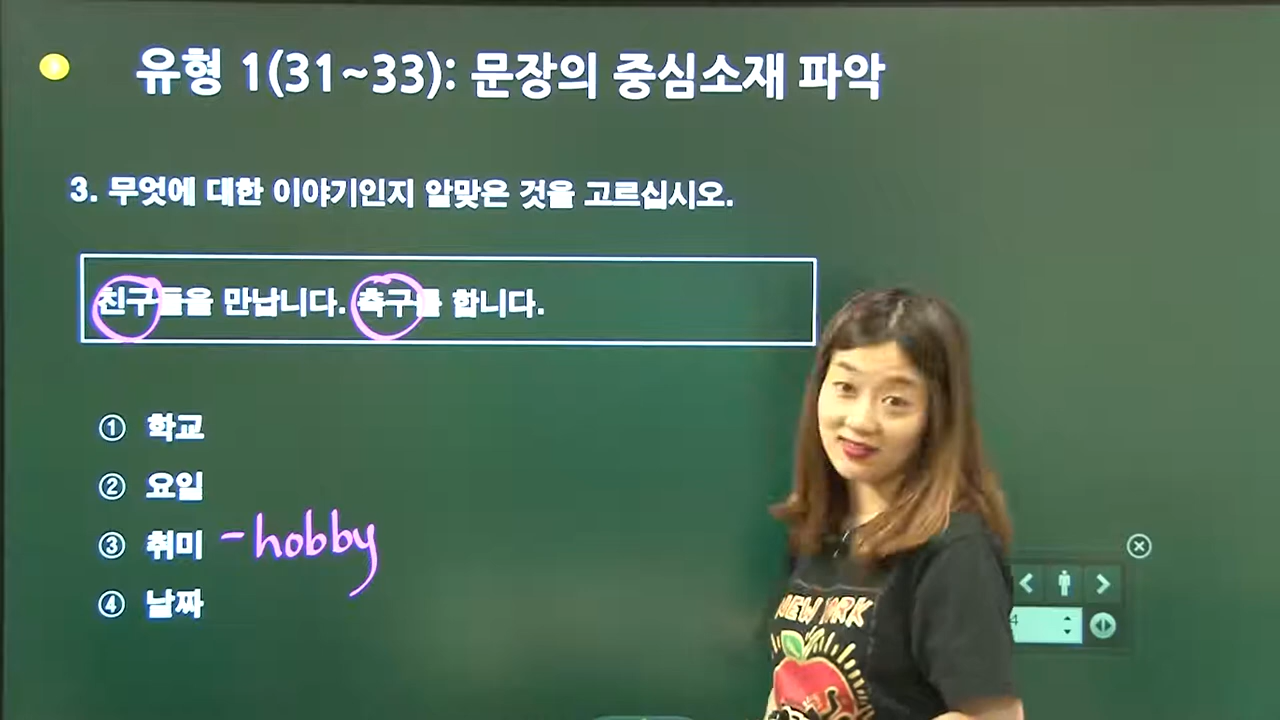 유형 1(31~33): 문장의 중심소재 파악
3. 무엇에 대한 이야기인지 알맞은 것을 고르십시오.
친구들을 만납니다. 축구를 합니다.
① 학교
② 요일
③ 취미 - hobby
④ 날짜
NEW YORK
4